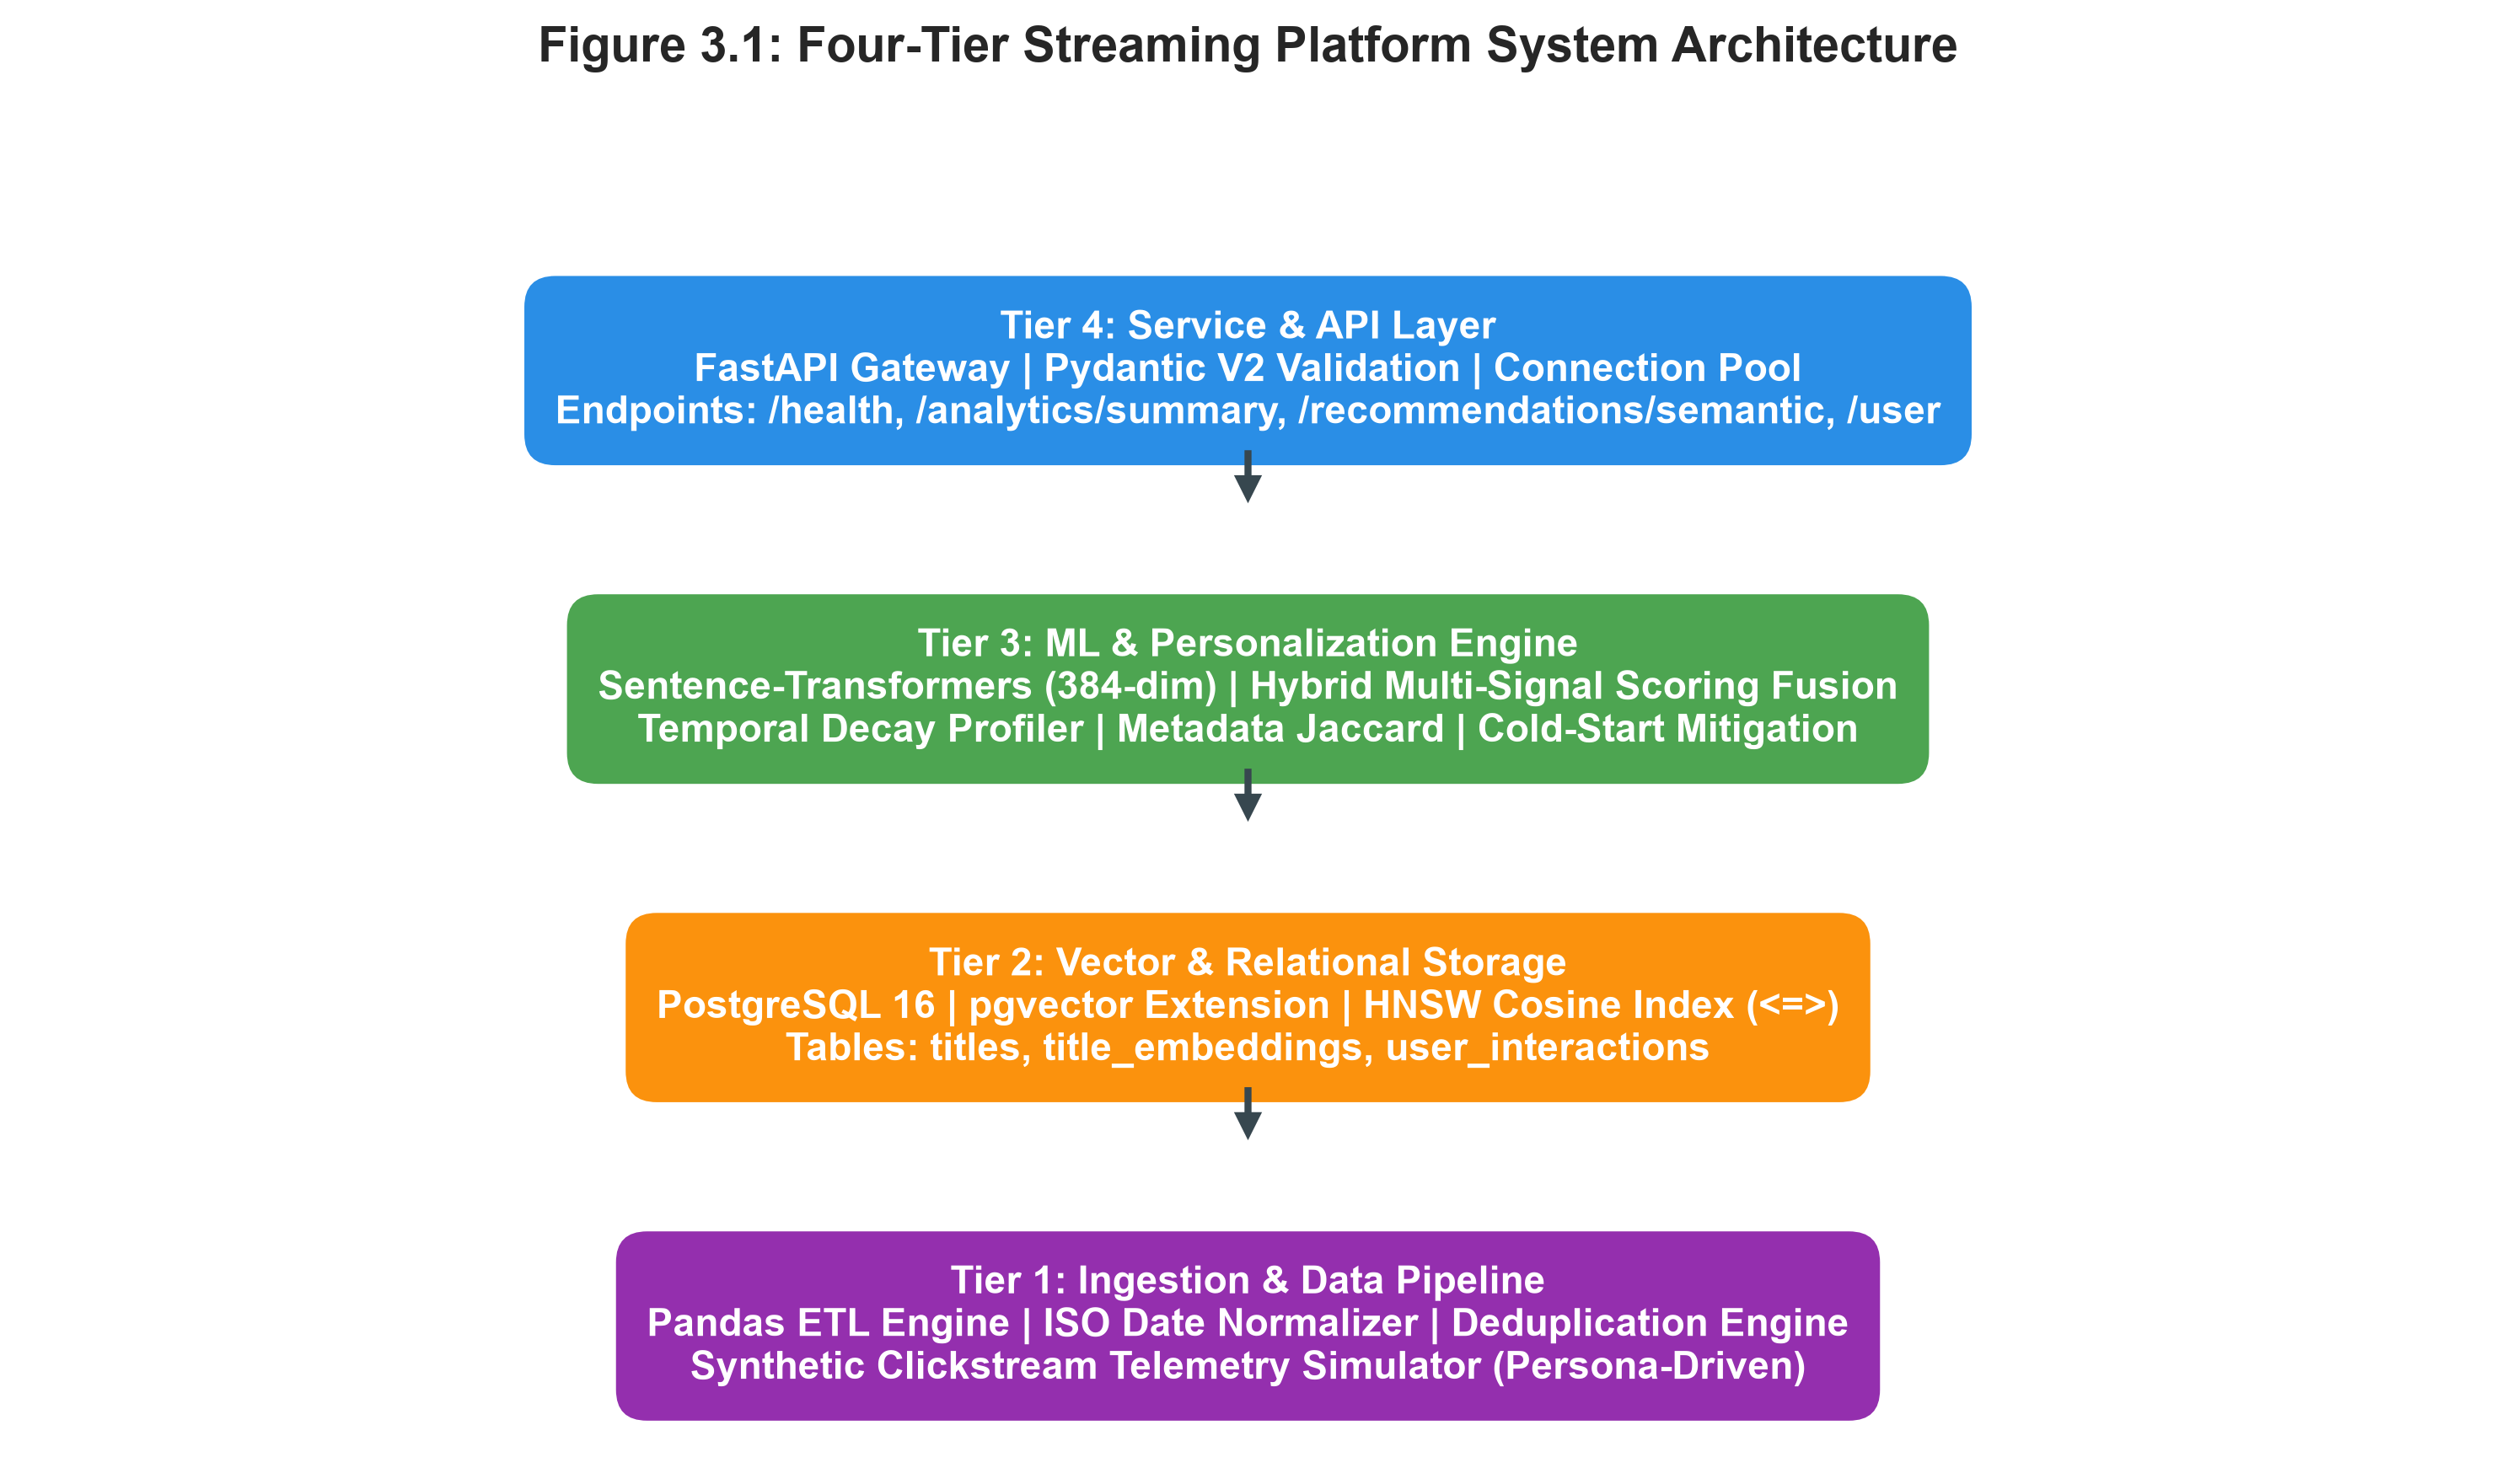 Figure 3.1: Four-Tier Streaming Platform System Architecture
Tier 4: Service & API Layer
FastAPI Gateway | Pydantic V2 Validation | Connection Pool
Endpoints: /health, /analytics/summary, /recommendations/semantic, /user
Tier 3: ML & Personalization Engine
Sentence-Transformers (384-dim) | Hybrid Multi-Signal Scoring Fusion
Temporal Decay Profiler | Metadata Jaccard | Cold-Start Mitigation
Tier 2: Vector & Relational Storage
PostgreSQL 16 | pgvector Extension | HNSW Cosine Index (<=>)
Tables: titles, title_embeddings, user_interactions
Tier 1: Ingestion & Data Pipeline
Pandas ETL Engine | ISO Date Normalizer | Deduplication Engine
Synthetic Clickstream Telemetry Simulator (Persona-Driven)